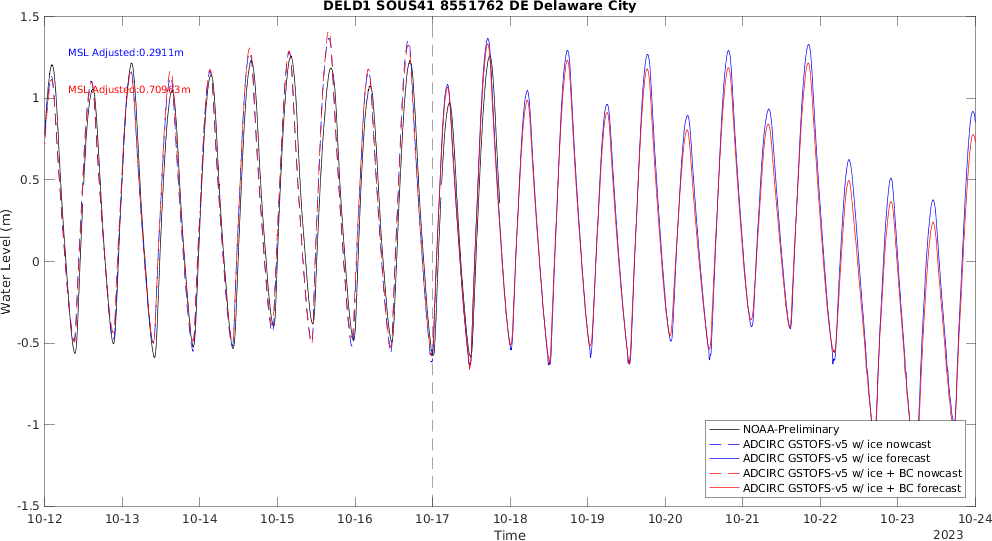 DELD1 SOUS41 8551762 DE Delaware City
MSL Adjusted:0.2911m
MSL Adjusted:0.70963m
Water Level (m)
1.5
1
0.5
0
-0.5
-1
-1.5
NOAA-Preliminary
ADCIRC GSTOFS-v5 w/ ice nowcast
ADCIRC GSTOFS-v5 w/ ice forecast
ADCIRC GSTOFS-v5 w/ ice + BC nowcast
ADCIRC GSTOFS-v5 w/ ice + BC forecast
10-12 10-13 10-14 10-15 10-16 10-17 10-18 10-19 10-20 10-21 10-22 10-23 10-24
Time
2023